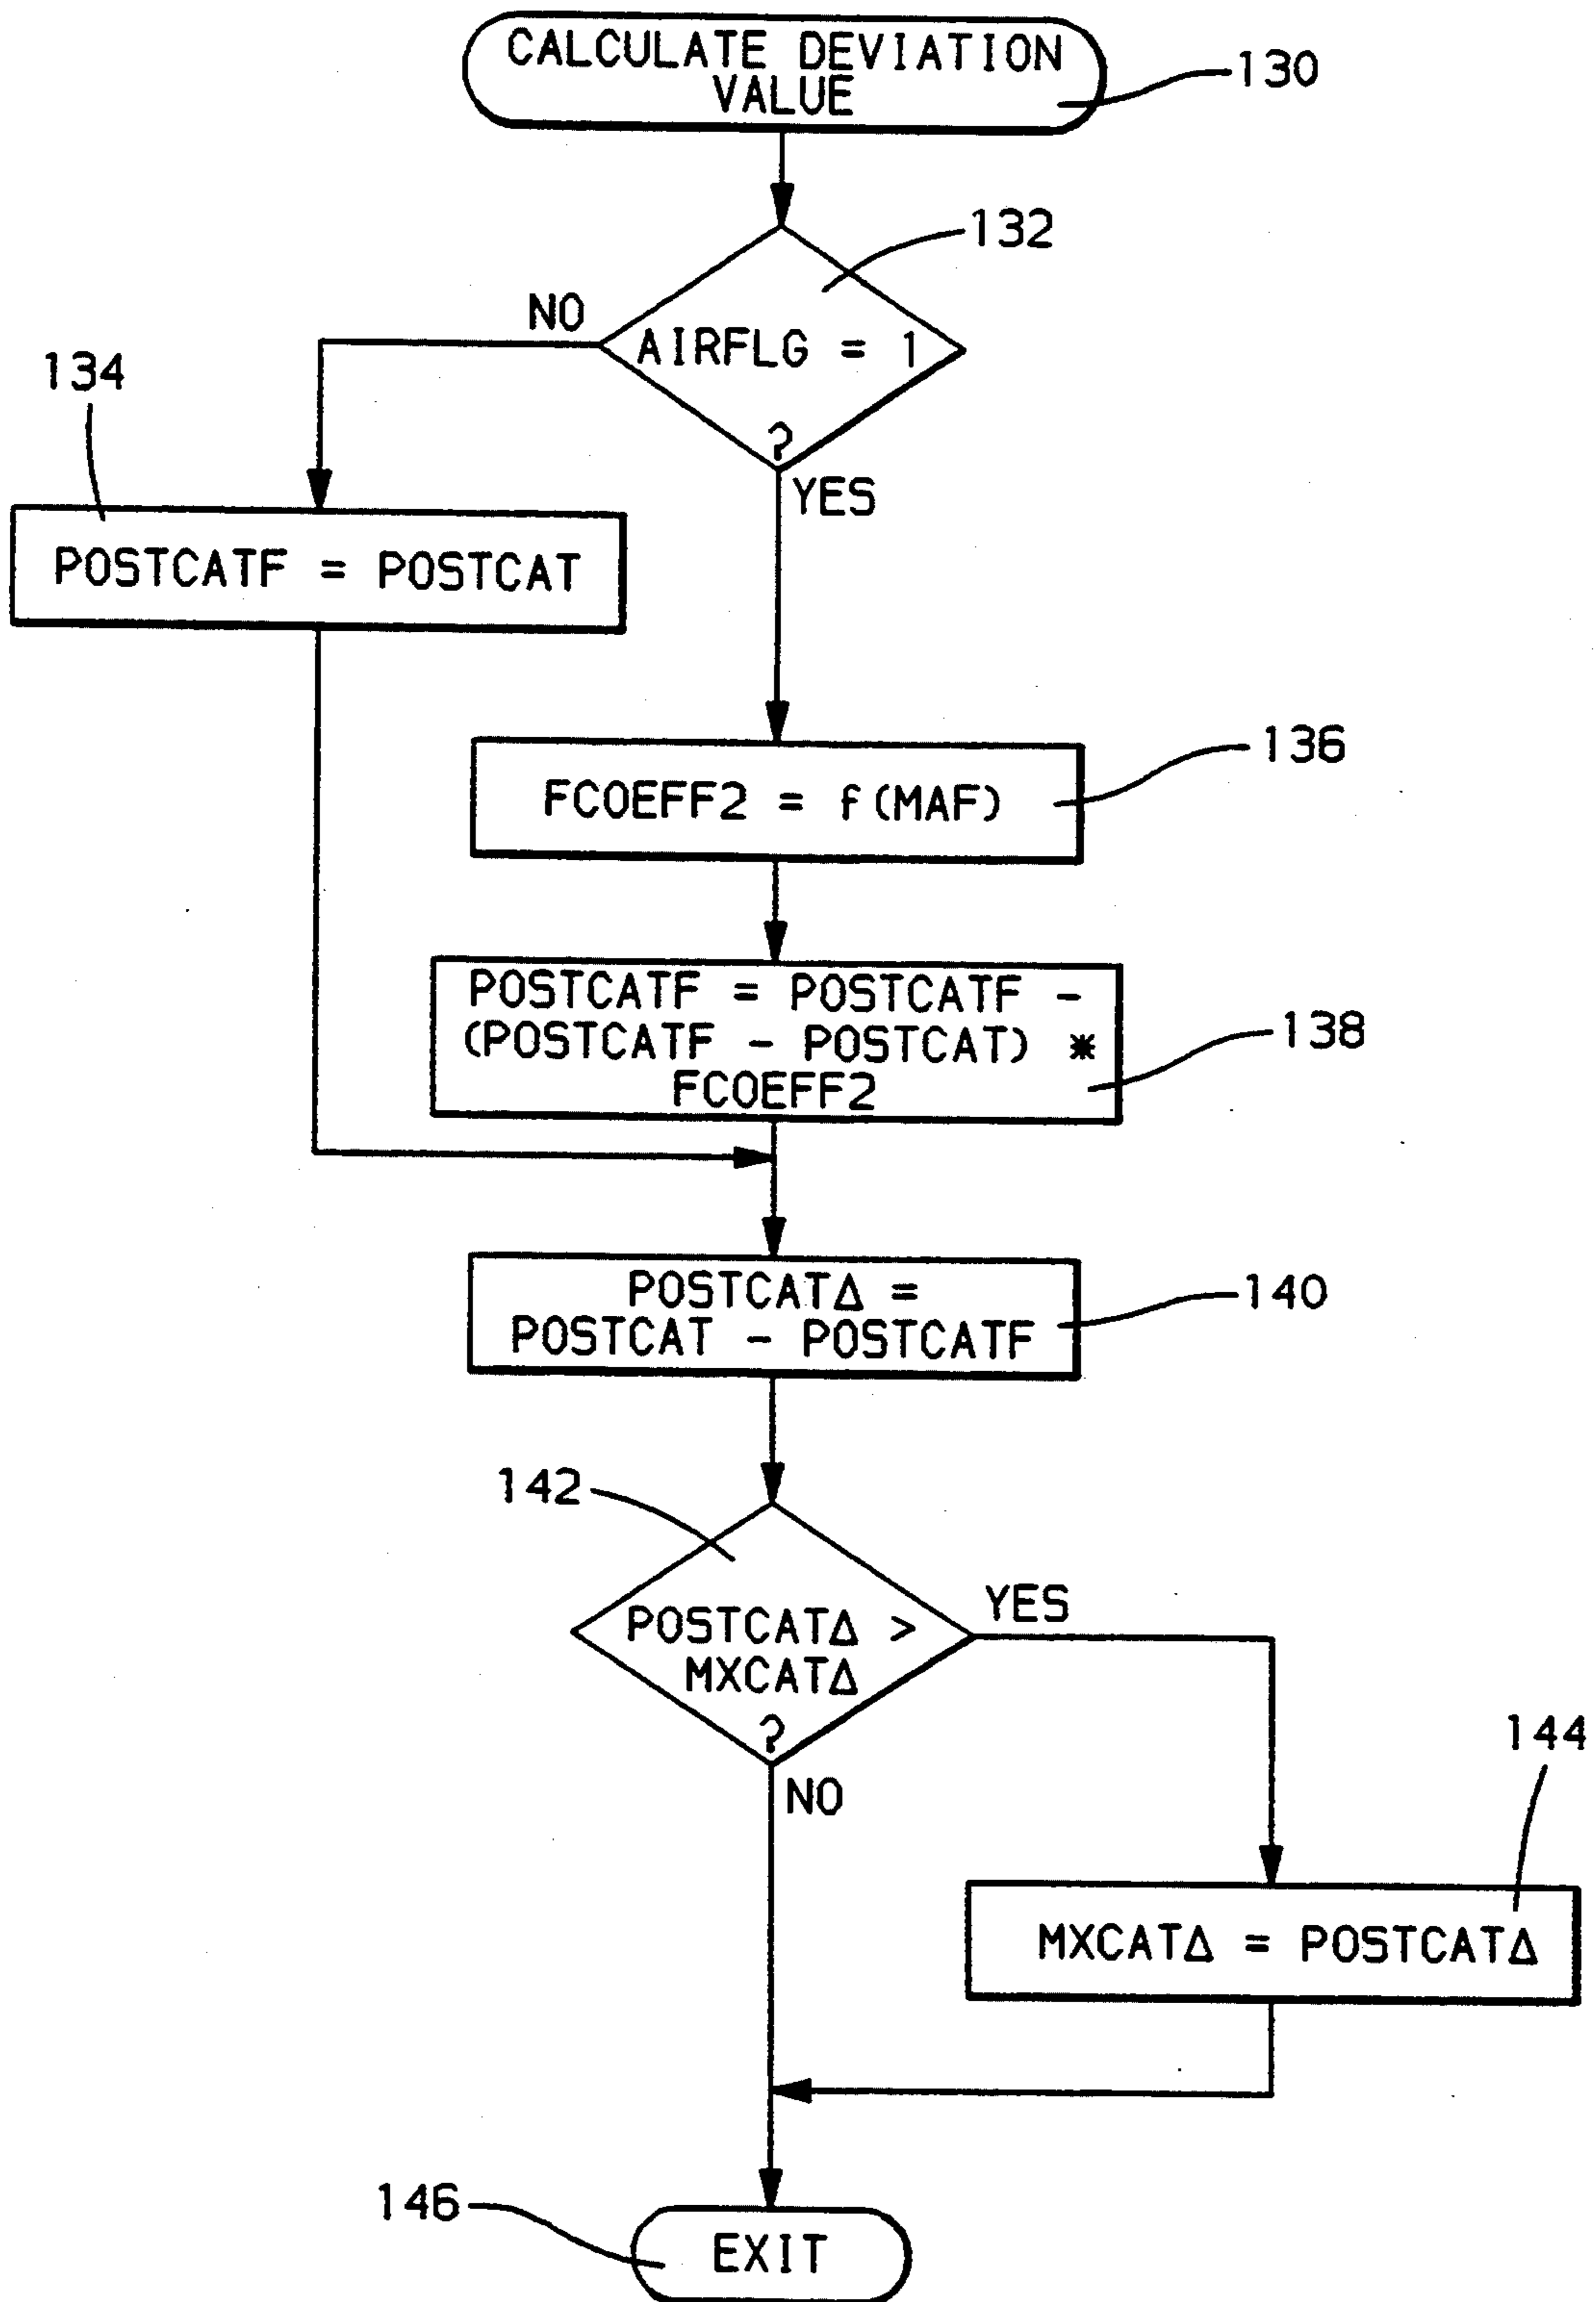 CALCULATE DEVIATION
VALUE
130
132
NO
AIRFLG = 1
?
134
YES
POSTCATF = POSTCAT
136
FCOEFF2 = f(MAF)
POSTCATF = POSTCATF -
(POSTCATF - POSTCAT) *
FCOEFF2
138
POSTCATΔ =
POSTCAT - POSTCATF
140
142
YES
POSTCATΔ >
MXCATΔ
?
NO
144
MXCATΔ = POSTCATΔ
146
EXIT